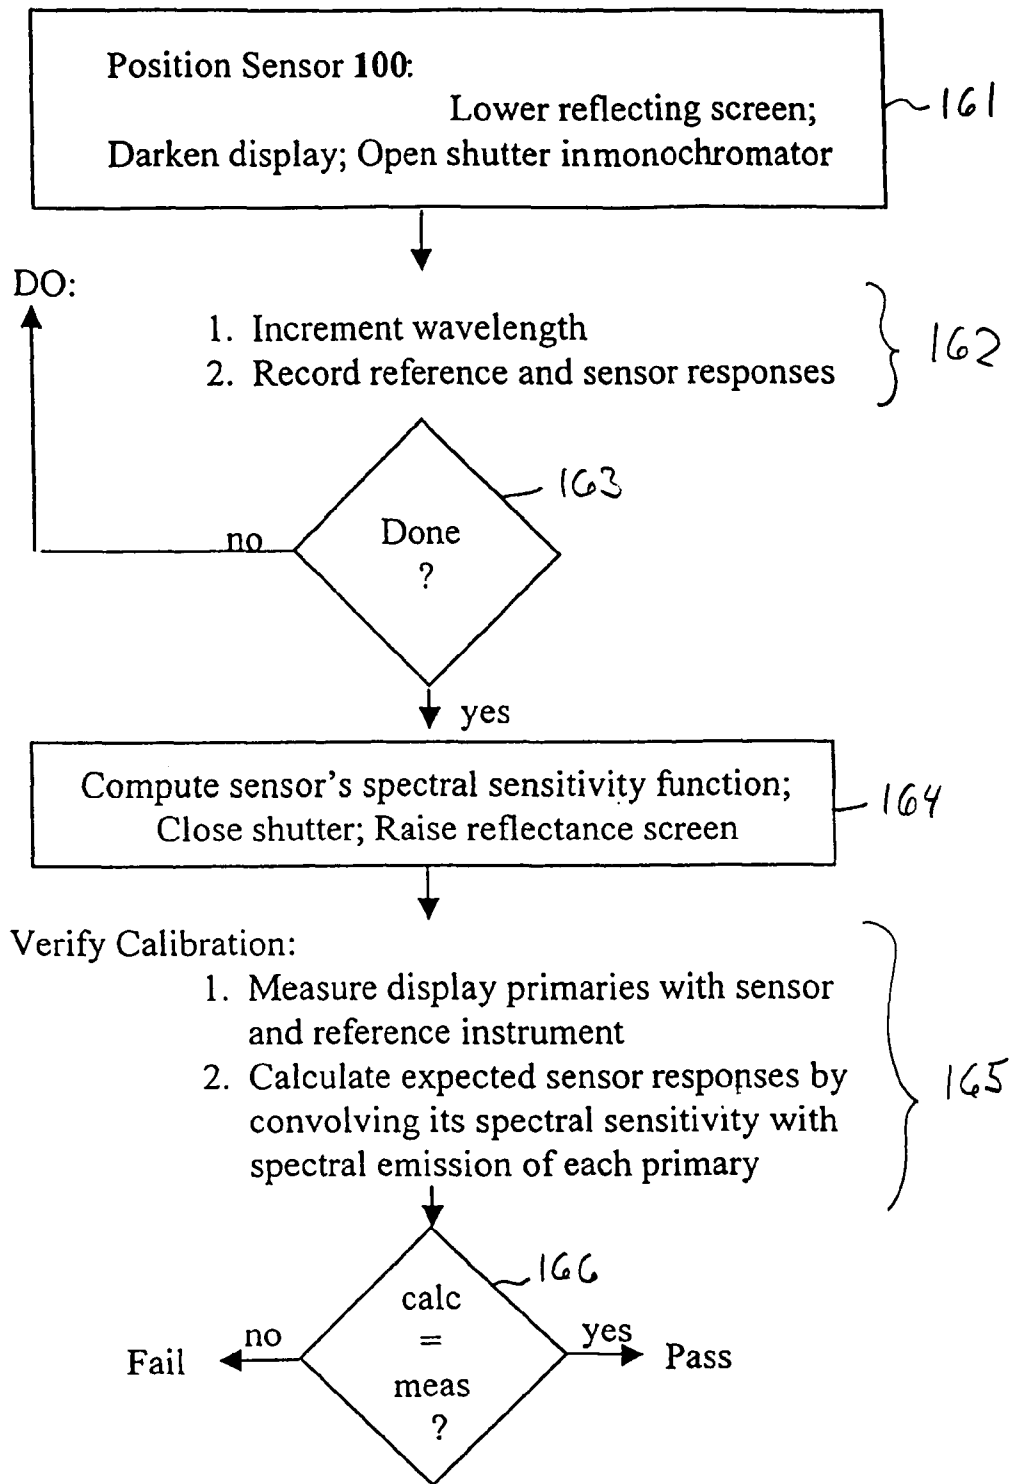 Position Sensor 100:
Lower reflecting screen;
Darken display; Open shutter inmonochromator
161
DO:
1. Increment wavelength
2. Record reference and sensor responses
162
163
Done
?
no
yes
Compute sensor's spectral sensitivity function;
Close shutter; Raise reflectance screen
164
Verify Calibration:
1. Measure display primaries with sensor
and reference instrument
2. Calculate expected sensor responses by
convolving its spectral sensitivity with
spectral emission of each primary
165
166
calc
=
meas
?
no
Fail
yes
Pass